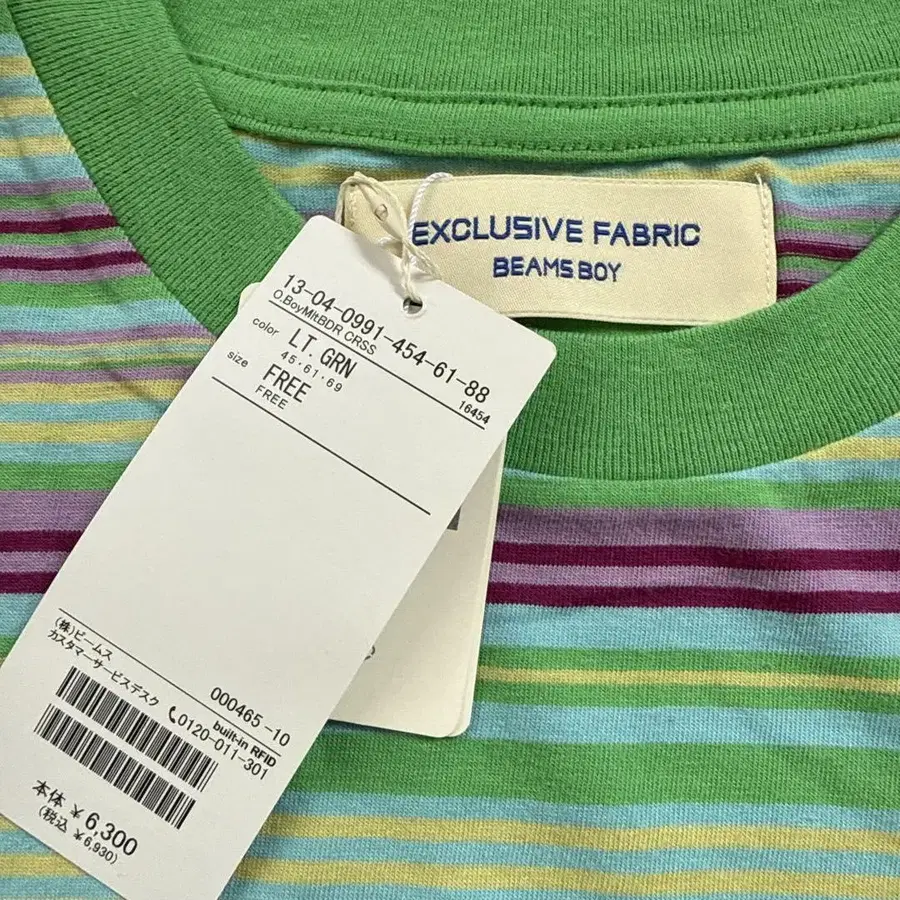 EXCLUSIVE FABRIC
BEAMS BOY
13-04-0991-454-61-88
O.BoyMltBDR CRSS 16454
color LT. GRN
45・61・69
size FREE
FREE
(株)ビームス
カスタマーサービスデスク
000465-10
built-in RFID
0120-011-301
本体 ¥6,300
(税込 ¥6,930)